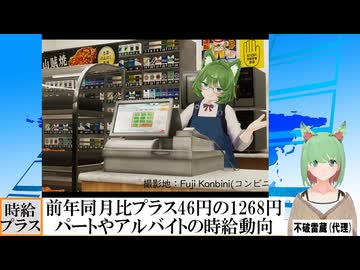 山賊焼
撮影地：Fuji Konbini(コンビニ
時給
プラス
前年同月比プラス46円の1268円
パートやアルバイトの時給動向
不破雷蔵(代理)